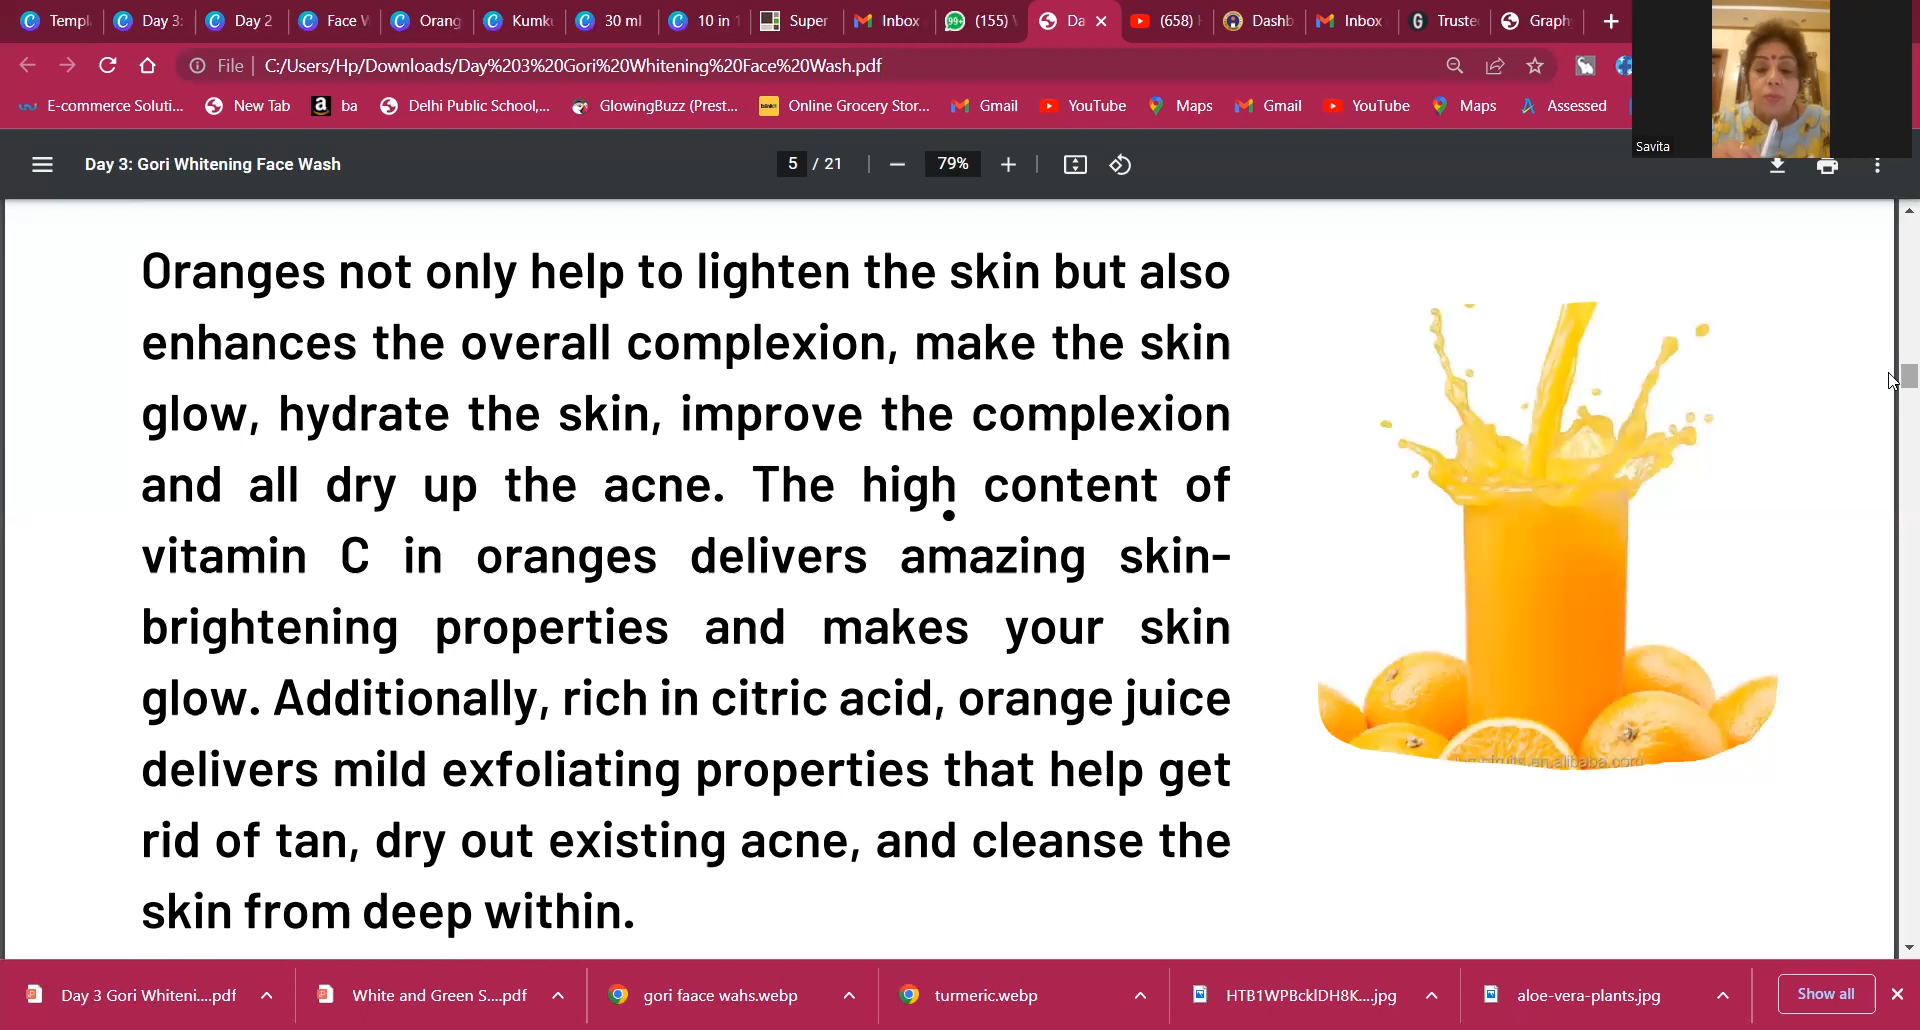 Templ
Day 3:
Day 2
Face W
Orang
Kumku
30 ml
10 in 1
Super
Inbox
99+
(155)
Da
(658)
Dashb
Inbox
Truste
Graph
File
C:/Users/Hp/Downloads/Day%203%20Gori%20Whitening%20Face%20Wash.pdf
E-commerce Soluti...
New Tab
ba
Delhi Public School,...
GlowingBuzz (Prest...
Online Grocery Stor...
Gmail
YouTube
Maps
Gmail
YouTube
Maps
Assessed
Savita
Day 3: Gori Whitening Face Wash
5 / 21
79%
Oranges not only help to lighten the skin but also
enhances the overall complexion, make the skin
glow, hydrate the skin, improve the complexion
and all dry up the acne. The high content of
vitamin C in oranges delivers amazing skin-
brightening properties and makes your skin
glow. Additionally, rich in citric acid, orange juice
delivers mild exfoliating properties that help get
rid of tan, dry out existing acne, and cleanse the
skin from deep within.
Day 3 Gori Whiteni....pdf
White and Green S....pdf
gori faace wahs.webp
turmeric.webp
HTB1WPBcklDH8K....jpg
aloe-vera-plants.jpg
Show all